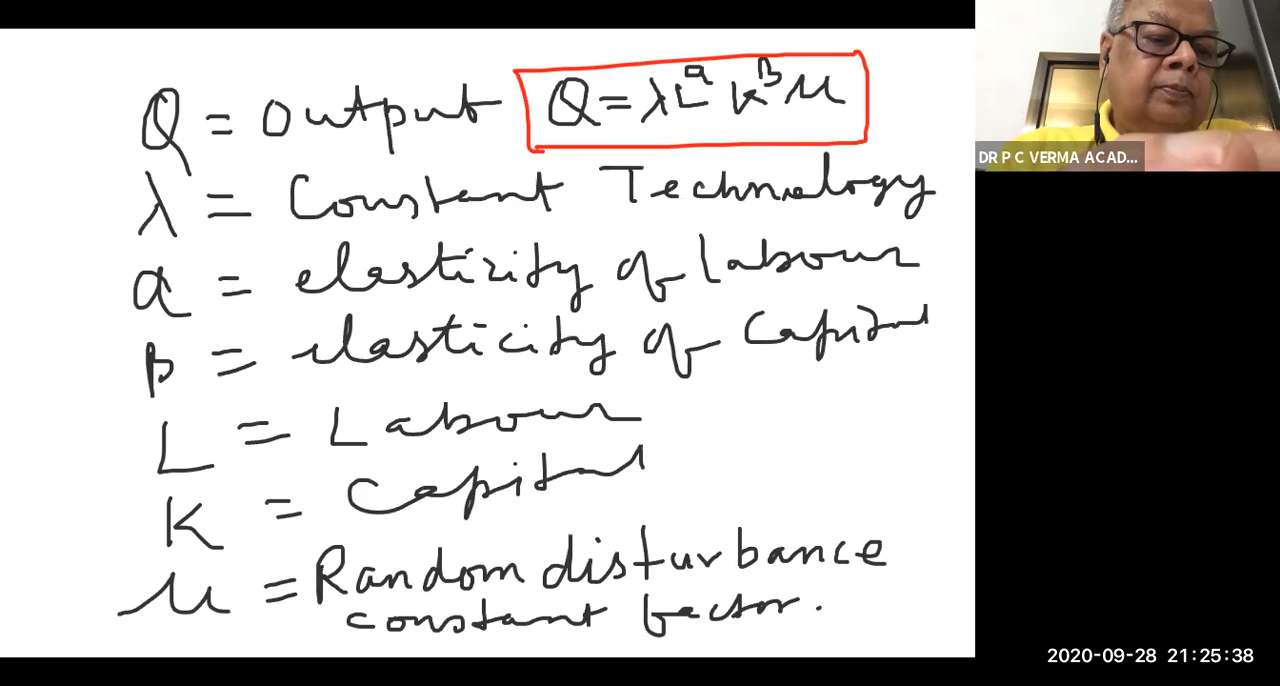 Q = Output Q = λL^a K^β μ
λ = Constant Technology
a = elasticity of labour
β = elasticity of Capital
L = Labour
K = Capital
μ = Random disturbance
constant factor.
DR P C VERMA ACAD...
2020-09-28 21:25:38